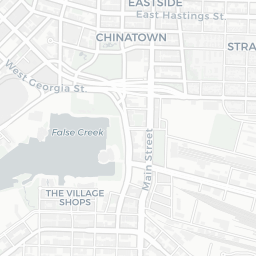 EASTSIDE
East Hastings St.
CHINATOWN
STRA
West Georgia St.
False Creek
Main Street
THE VILLAGE
SHOPS